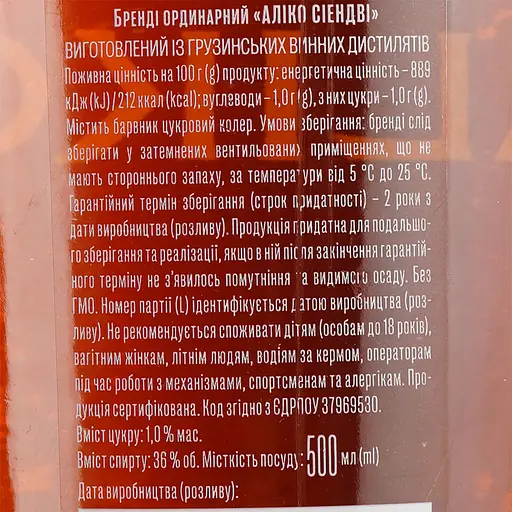 Бренді ординарний «АЛІКО СІЕНДВІ»
ВИГОТОВЛЕНИЙ ІЗ ГРУЗИНСЬКИХ ВИННИХ ДИСТИЛЯТІВ
Поживна цінність на 100 г (g) продукту: енергетична цінність – 889
кДж (kJ) / 212 ккал (kcal); вуглеводи – 1,0 г (g), з них цукри – 1,0 г (g).
Містить барвник цукровий колер. Умови зберігання: бренді слід
зберігати у затемнених вентильованих приміщеннях, що не
мають стороннього запаху, за температури від 5 °С до 25 °С.
Гарантійний термін зберігання (строк придатності) – 2 роки з
дати виробництва (розливу). Продукція придатна для подальшо-
го зберігання та реалізації, якщо в ній після закінчення гарантій-
ного терміну не з'явилось помутніння та видимого осаду. Без
ГМО. Номер партії (L) ідентифікується датою виробництва (роз-
ливу). Не рекомендується споживати дітям (особам до 18 років),
вагітним жінкам, літнім людям, водіям за кермом, операторам
під час роботи з механізмами, спортсменам та алергікам. Про-
дукція сертифікована. Код згідно з ЄДРПОУ 37969530.
Вміст цукру: 1,0 % мас.
Вміст спирту: 36 % об. Місткість посуду: 500 мл (ml)
Дата виробництва (розливу):